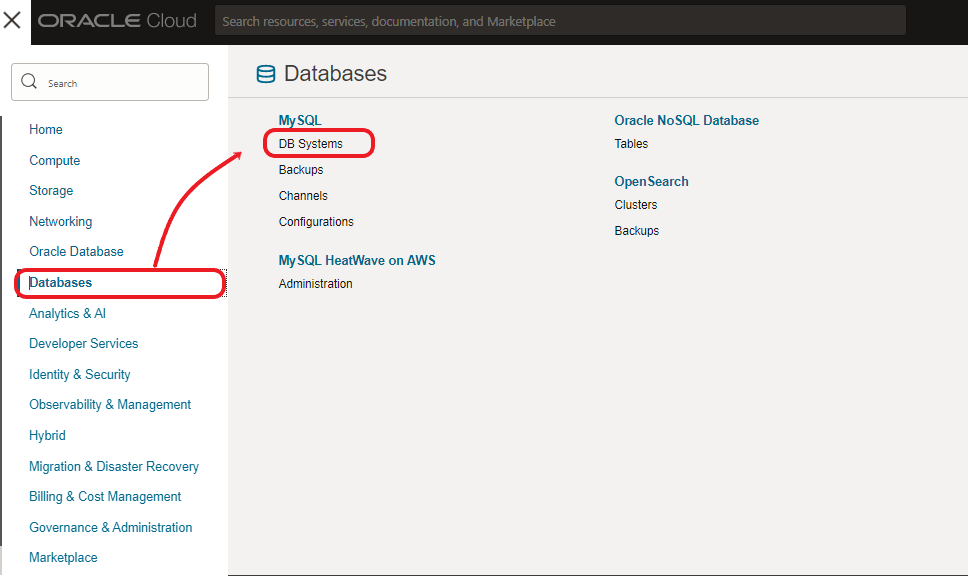 ORACLE Cloud
Search resources, services, documentation, and Marketplace
Search
Home
Compute
Storage
Networking
Oracle Database
Databases
Analytics & AI
Developer Services
Identity & Security
Observability & Management
Hybrid
Migration & Disaster Recovery
Billing & Cost Management
Governance & Administration
Marketplace
Databases
MySQL
DB Systems
Backups
Channels
Configurations
MySQL HeatWave on AWS
Administration
Oracle NoSQL Database
Tables
OpenSearch
Clusters
Backups